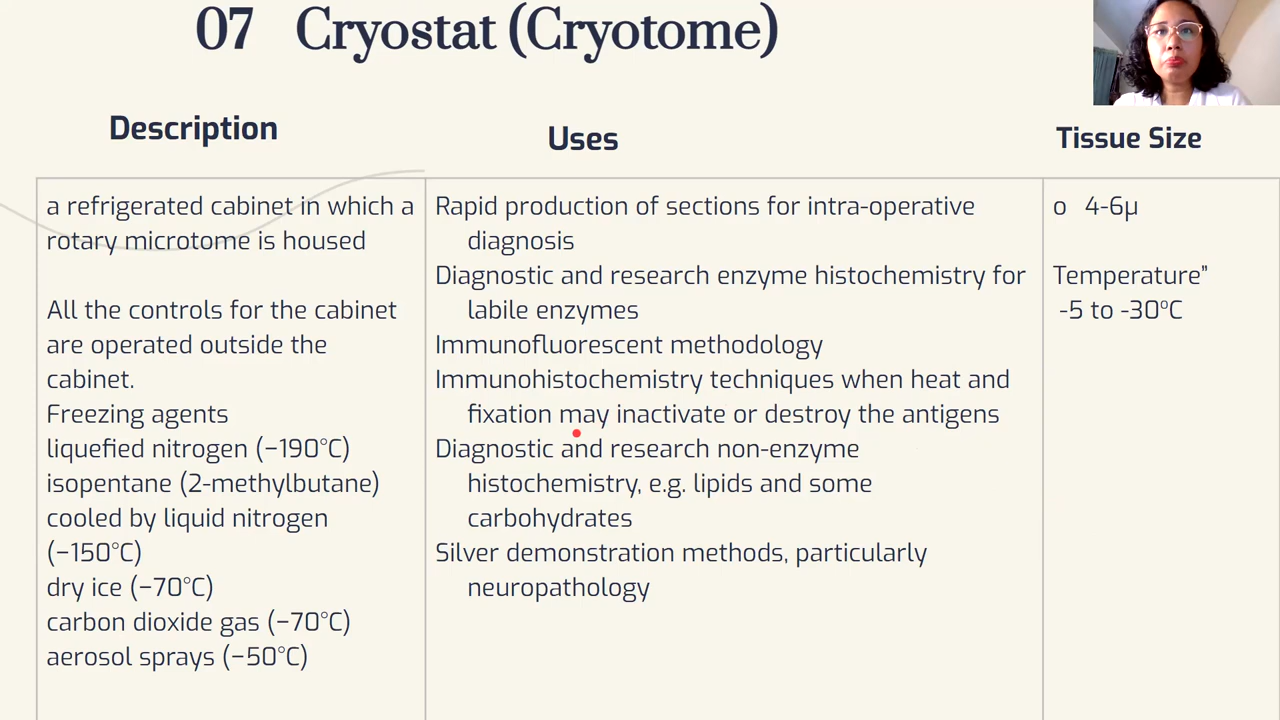 07 Cryostat (Cryotome)
Description
a refrigerated cabinet in which a
rotary microtome is housed
All the controls for the cabinet
are operated outside the
cabinet.
Freezing agents
liquefied nitrogen (−190°C)
isopentane (2-methylbutane)
cooled by liquid nitrogen
(−150°C)
dry ice (−70°C)
carbon dioxide gas (−70°C)
aerosol sprays (−50°C)
Uses
Rapid production of sections for intra-operative
diagnosis
Diagnostic and research enzyme histochemistry for
labile enzymes
Immunofluorescent methodology
Immunohistochemistry techniques when heat and
fixation may inactivate or destroy the antigens
Diagnostic and research non-enzyme
histochemistry, e.g. lipids and some
carbohydrates
Silver demonstration methods, particularly
neuropathology
Tissue Size
o 4-6µ
Temperature”
-5 to -30⁰C